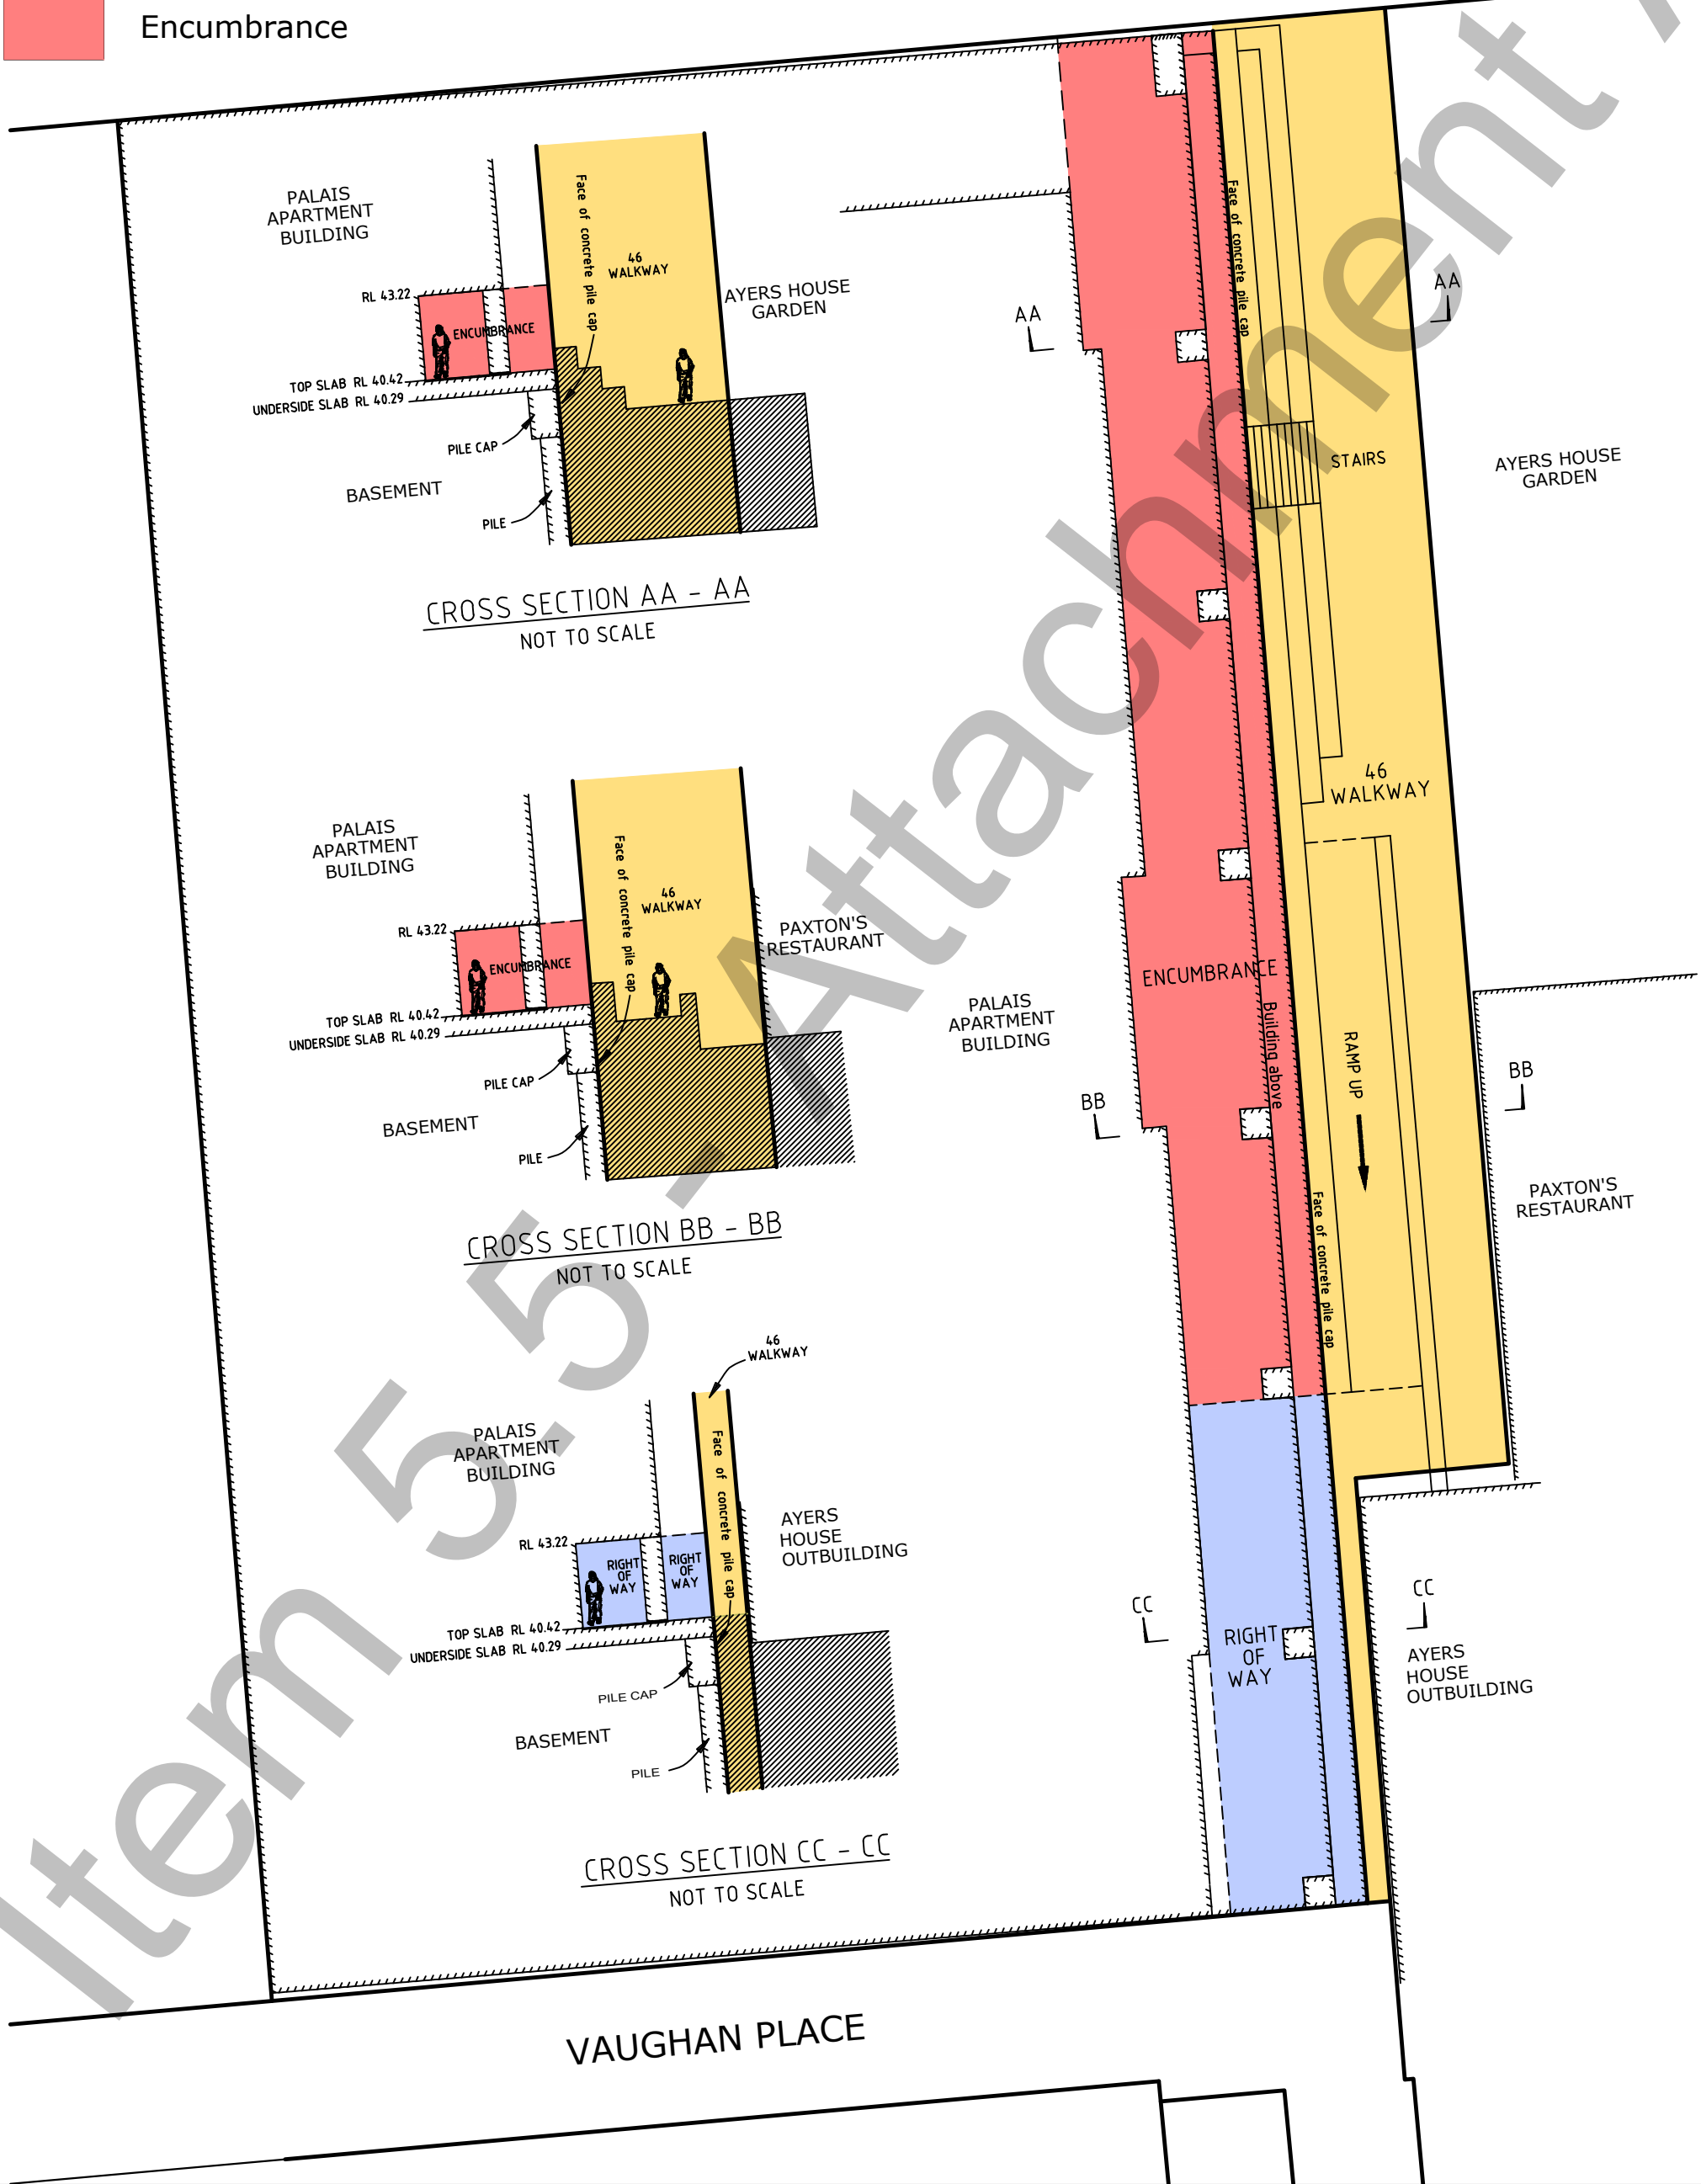 Encumbrance
PALAIS
APARTMENT
BUILDING
Face of concrete pile cap
46
WALKWAY
RL 43.22
ENCUMBRANCE
AYERS HOUSE
GARDEN
TOP SLAB RL 40.42
UNDERSIDE SLAB RL 40.29
PILE CAP
BASEMENT
PILE
CROSS SECTION AA - AA
NOT TO SCALE
PALAIS
APARTMENT
BUILDING
Face of concrete pile cap
46
WALKWAY
RL 43.22
ENCUMBRANCE
PAXTON'S
RESTAURANT
TOP SLAB RL 40.42
UNDERSIDE SLAB RL 40.29
PILE CAP
BASEMENT
PILE
CROSS SECTION BB - BB
NOT TO SCALE
46
WALKWAY
PALAIS
APARTMENT
BUILDING
Face of concrete pile cap
RL 43.22
RIGHT
OF
WAY
RIGHT
OF
WAY
AYERS
HOUSE
OUTBUILDING
TOP SLAB RL 40.42
UNDERSIDE SLAB RL 40.29
PILE CAP
BASEMENT
PILE
CROSS SECTION CC - CC
NOT TO SCALE
Face of concrete pile cap
AA
AA
STAIRS
AYERS HOUSE
GARDEN
46
WALKWAY
ENCUMBRANCE
Building above
PALAIS
APARTMENT
BUILDING
RAMP UP
BB
BB
PAXTON'S
RESTAURANT
Face of concrete pile cap
CC
CC
RIGHT
OF
WAY
AYERS
HOUSE
OUTBUILDING
VAUGHAN PLACE
Item 5.5 - Attachment